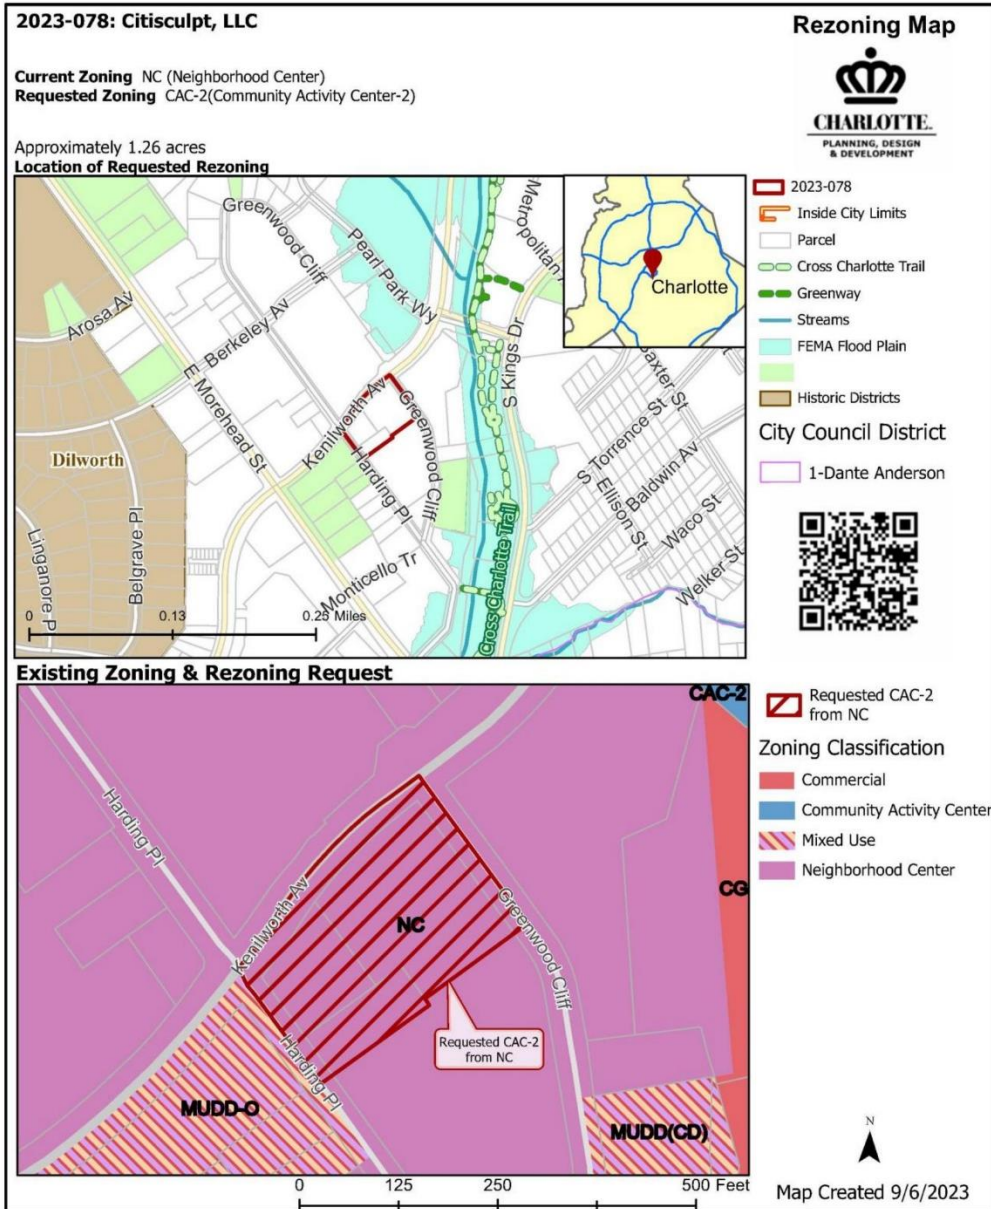 2023-078: Citisculpt, LLC
Current Zoning NC (Neighborhood Center)
Requested Zoning CAC-2(Community Activity Center-2)
Approximately 1.26 acres
Location of Requested Rezoning
Rezoning Map
CHARLOTTE.
PLANNING, DESIGN
& DEVELOPMENT
Greenwood Cliff
Pearl Park Wy
Metropolitan
Charlotte
Arosa Av
Berkeley Av
E Morehead St
S Kings Dr
Baxter St
Kenilworth Av
Greenwood Cliff
S Torrence St
Baldwin Av
Ellison St
Dilworth
Harding Pl
Waco St
Belgrave Pl
Linganore P
Monticello Tr
Cross Charlotte Trail
Welker St
0 0.13 0.25 Miles
2023-078
Inside City Limits
Parcel
Cross Charlotte Trail
Greenway
Streams
FEMA Flood Plain
Historic Districts
City Council District
1-Dante Anderson
Existing Zoning & Rezoning Request
CAC-2
Harding Pl
Kenilworth Av
NC
Greenwood Cliff
CG
Requested CAC-2
from NC
Harding Pl
MUDD-O
MUDD(CD)
0 125 250 500 Feet
Requested CAC-2
from NC
Zoning Classification
Commercial
Community Activity Center
Mixed Use
Neighborhood Center
N
Map Created 9/6/2023